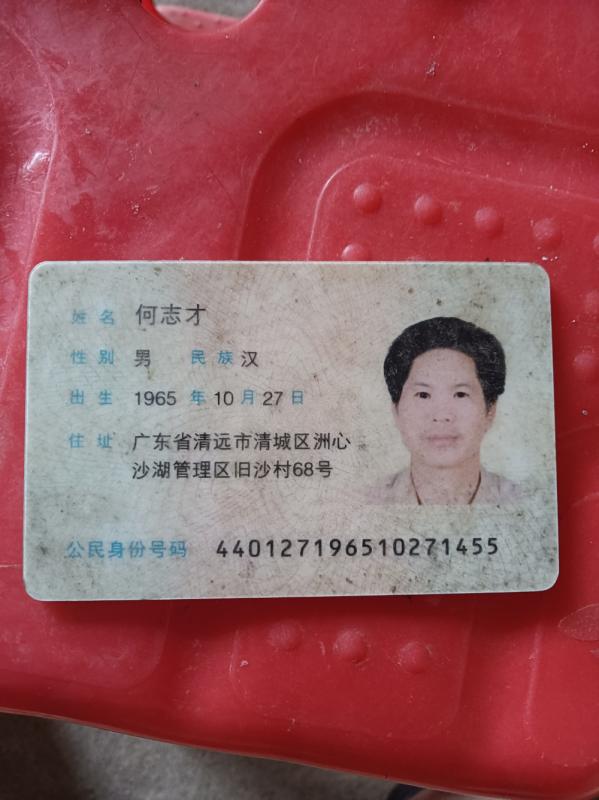 姓名 何志才
性别 男 民族 汉
出生 1965 年 10 月 27 日
住址 广东省清远市清城区洲心
沙湖管理区旧沙村68号
公民身份号码 440127196510271455